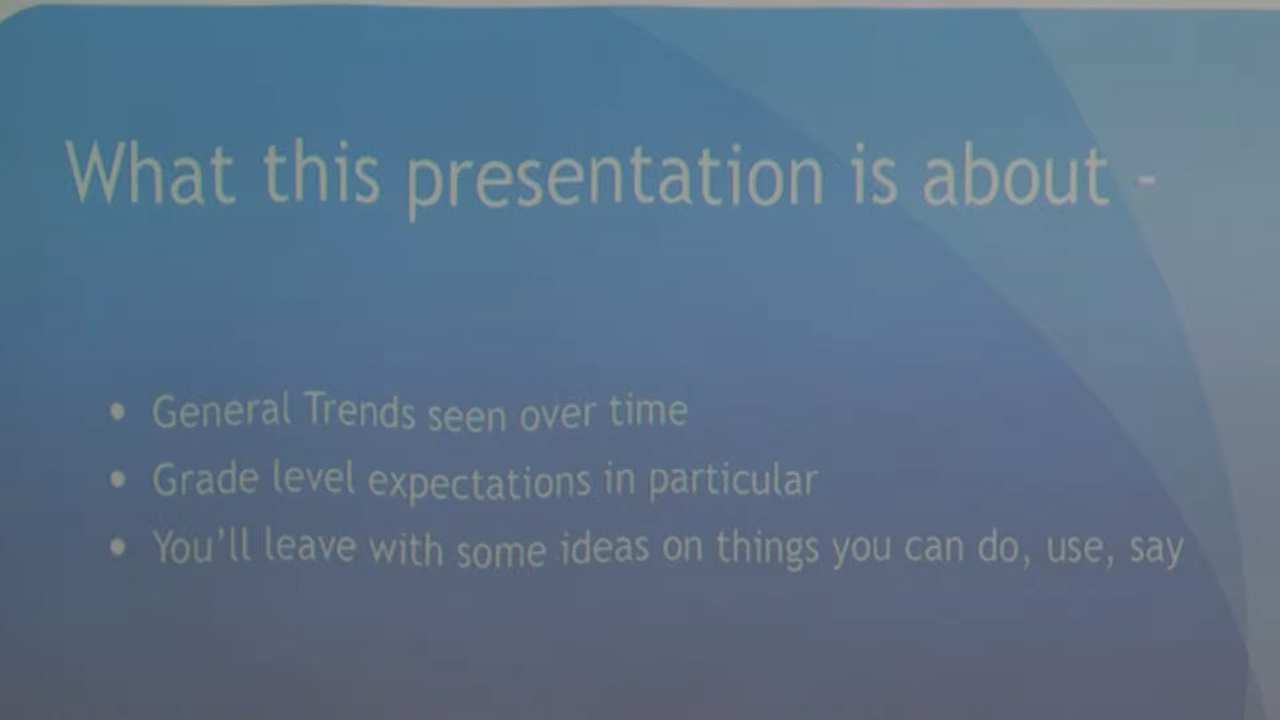 What this presentation is about -
• General Trends seen over time
• Grade level expectations in particular
• You'll leave with some ideas on things you can do, use, say